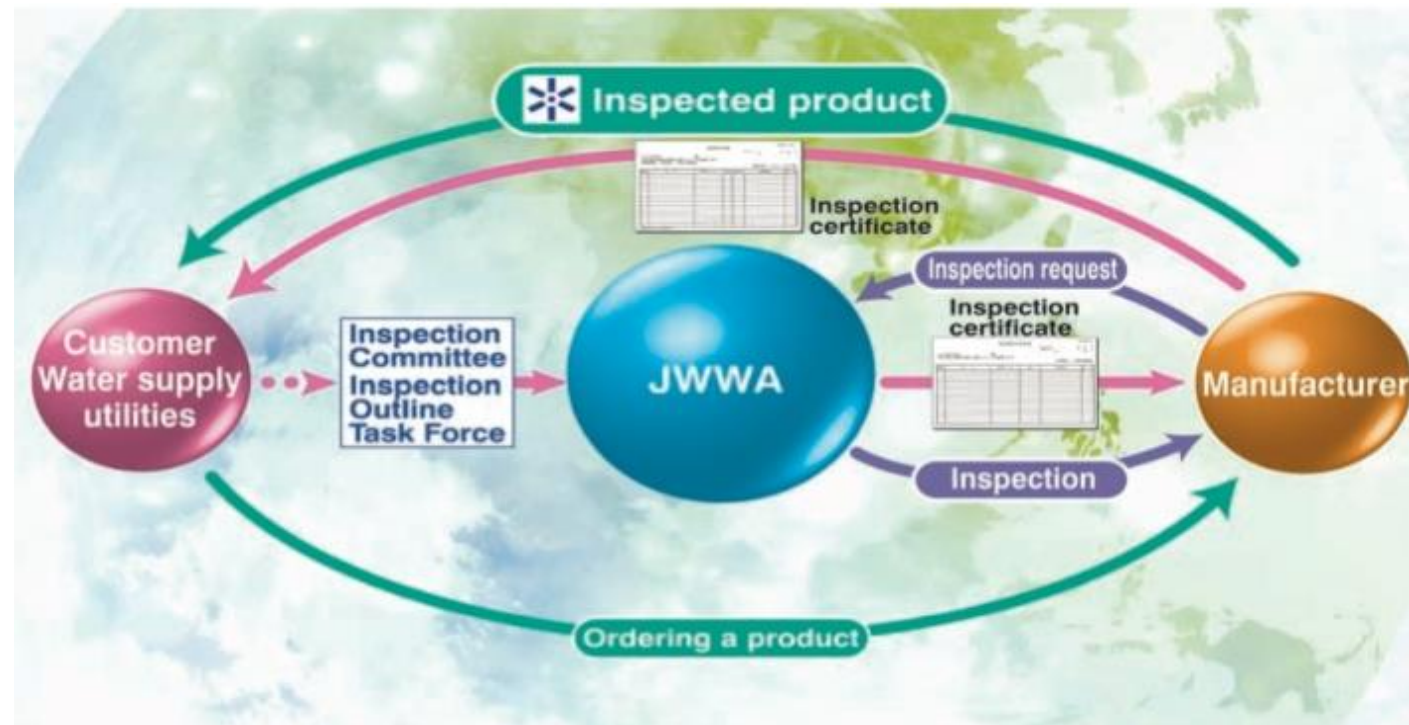 Inspected product
Inspection
certificate
Inspection request
Inspection
certificate
Customer
Water supply
utilities
Inspection
Committee
Inspection
Outline
Task Force
JWWA
Manufacturer
Inspection
Ordering a product